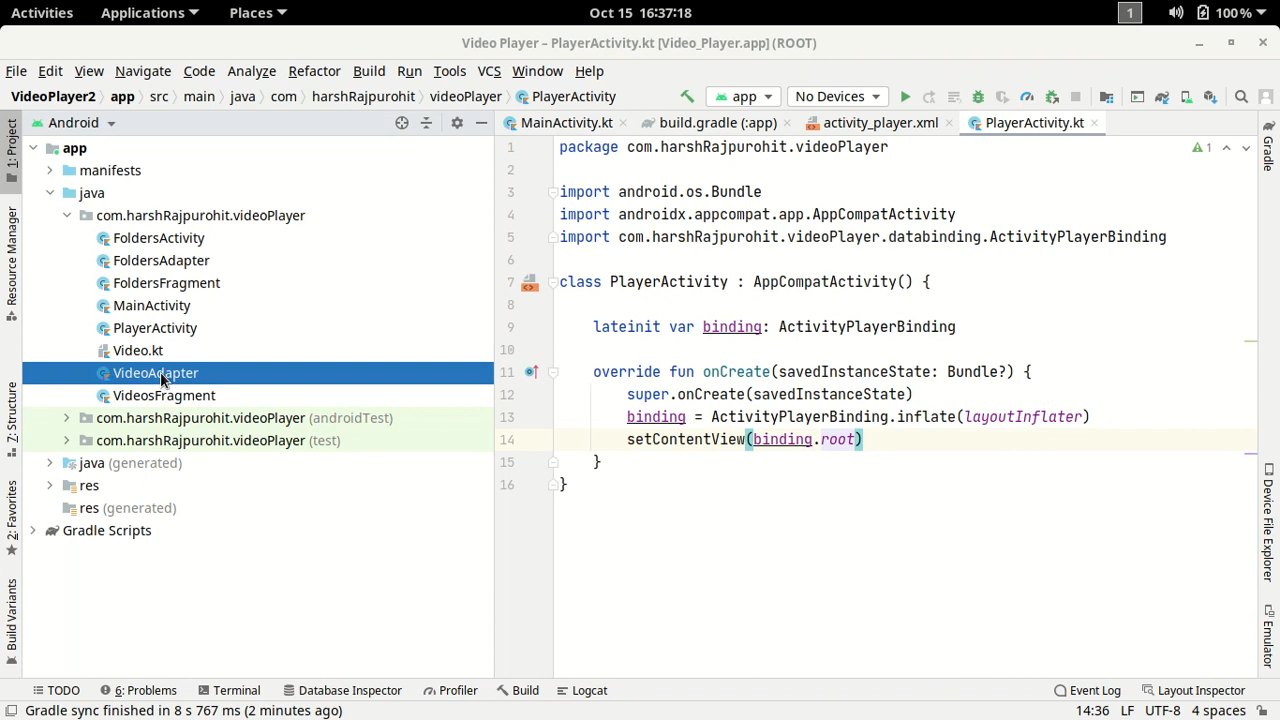 Activities Applications Places Oct 15 16:37:18 1 100%
Video Player – PlayerActivity.kt [Video_Player.app] (ROOT)
File Edit View Navigate Code Analyze Refactor Build Run Tools VCS Window Help
VideoPlayer2 app src main java com harshRajpurohit videoPlayer PlayerActivity app No Devices
1: Project
Resource Manager
Z: Structure
2: Favorites
Build Variants
Android
app
manifests
java
com.harshRajpurohit.videoPlayer
FoldersActivity
FoldersAdapter
FoldersFragment
MainActivity
PlayerActivity
Video.kt
VideoAdapter
VideosFragment
com.harshRajpurohit.videoPlayer (androidTest)
com.harshRajpurohit.videoPlayer (test)
java (generated)
res
res (generated)
Gradle Scripts
MainActivity.kt build.gradle (:app) activity_player.xml PlayerActivity.kt
1 package com.harshRajpurohit.videoPlayer 1
2
3 import android.os.Bundle
4 import androidx.appcompat.app.AppCompatActivity
5 import com.harshRajpurohit.videoPlayer.databinding.ActivityPlayerBinding
6
7 class PlayerActivity : AppCompatActivity() {
8
9 lateinit var binding: ActivityPlayerBinding
10
11 override fun onCreate(savedInstanceState: Bundle?) {
12 super.onCreate(savedInstanceState)
13 binding = ActivityPlayerBinding.inflate(layoutInflater)
14 setContentView(binding.root)
15 }
16 }
Gradle
Device File Explorer
Emulator
TODO 6: Problems Terminal Database Inspector Profiler Build Logcat Event Log Layout Inspector
Gradle sync finished in 8 s 767 ms (2 minutes ago) 14:36 LF UTF-8 4 spaces